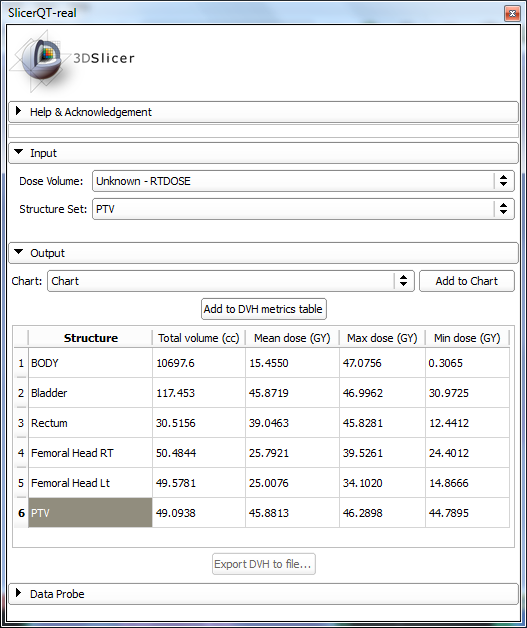 SlicerQT-real
3DSlicer
Help & Acknowledgement
Input
Dose Volume: Unknown - RTDOSE
Structure Set: PTV
Output
Chart: Chart Add to Chart
Add to DVH metrics table
Structure Total volume (cc) Mean dose (GY) Max dose (GY) Min dose (GY)
1 BODY 10697.6 15.4550 47.0756 0.3065
2 Bladder 117.453 45.8719 46.9962 30.9725
3 Rectum 30.5156 39.0463 45.8281 12.4412
4 Femoral Head RT 50.4844 25.7921 39.5261 24.4012
5 Femoral Head Lt 49.5781 25.0076 34.1020 14.8666
6 PTV 49.0938 45.8813 46.2898 44.7895
Export DVH to file...
Data Probe